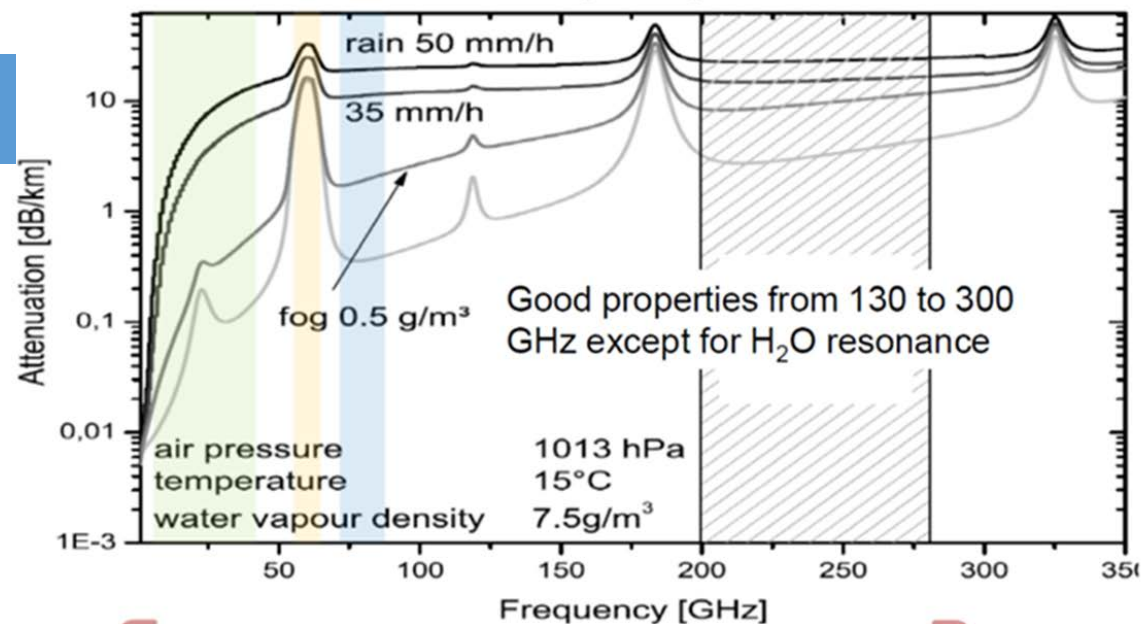 rain 50 mm/h
35 mm/h
fog 0.5 g/m³
Good properties from 130 to 300
GHz except for H₂O resonance
air pressure 1013 hPa
temperature 15°C
water vapour density 7.5g/m³
Attenuation [dB/km]
10
1
0,1
0,01
1E-3
50 100 150 200 250 300 350
Frequency [GHz]